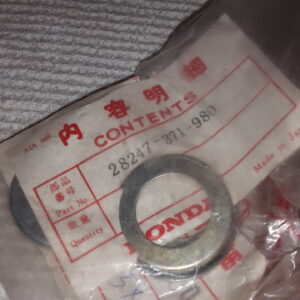 内容明細
CONTENTS
部品番号
Part No.
28247-371-980
数量
Quantity
HONDA
Made in